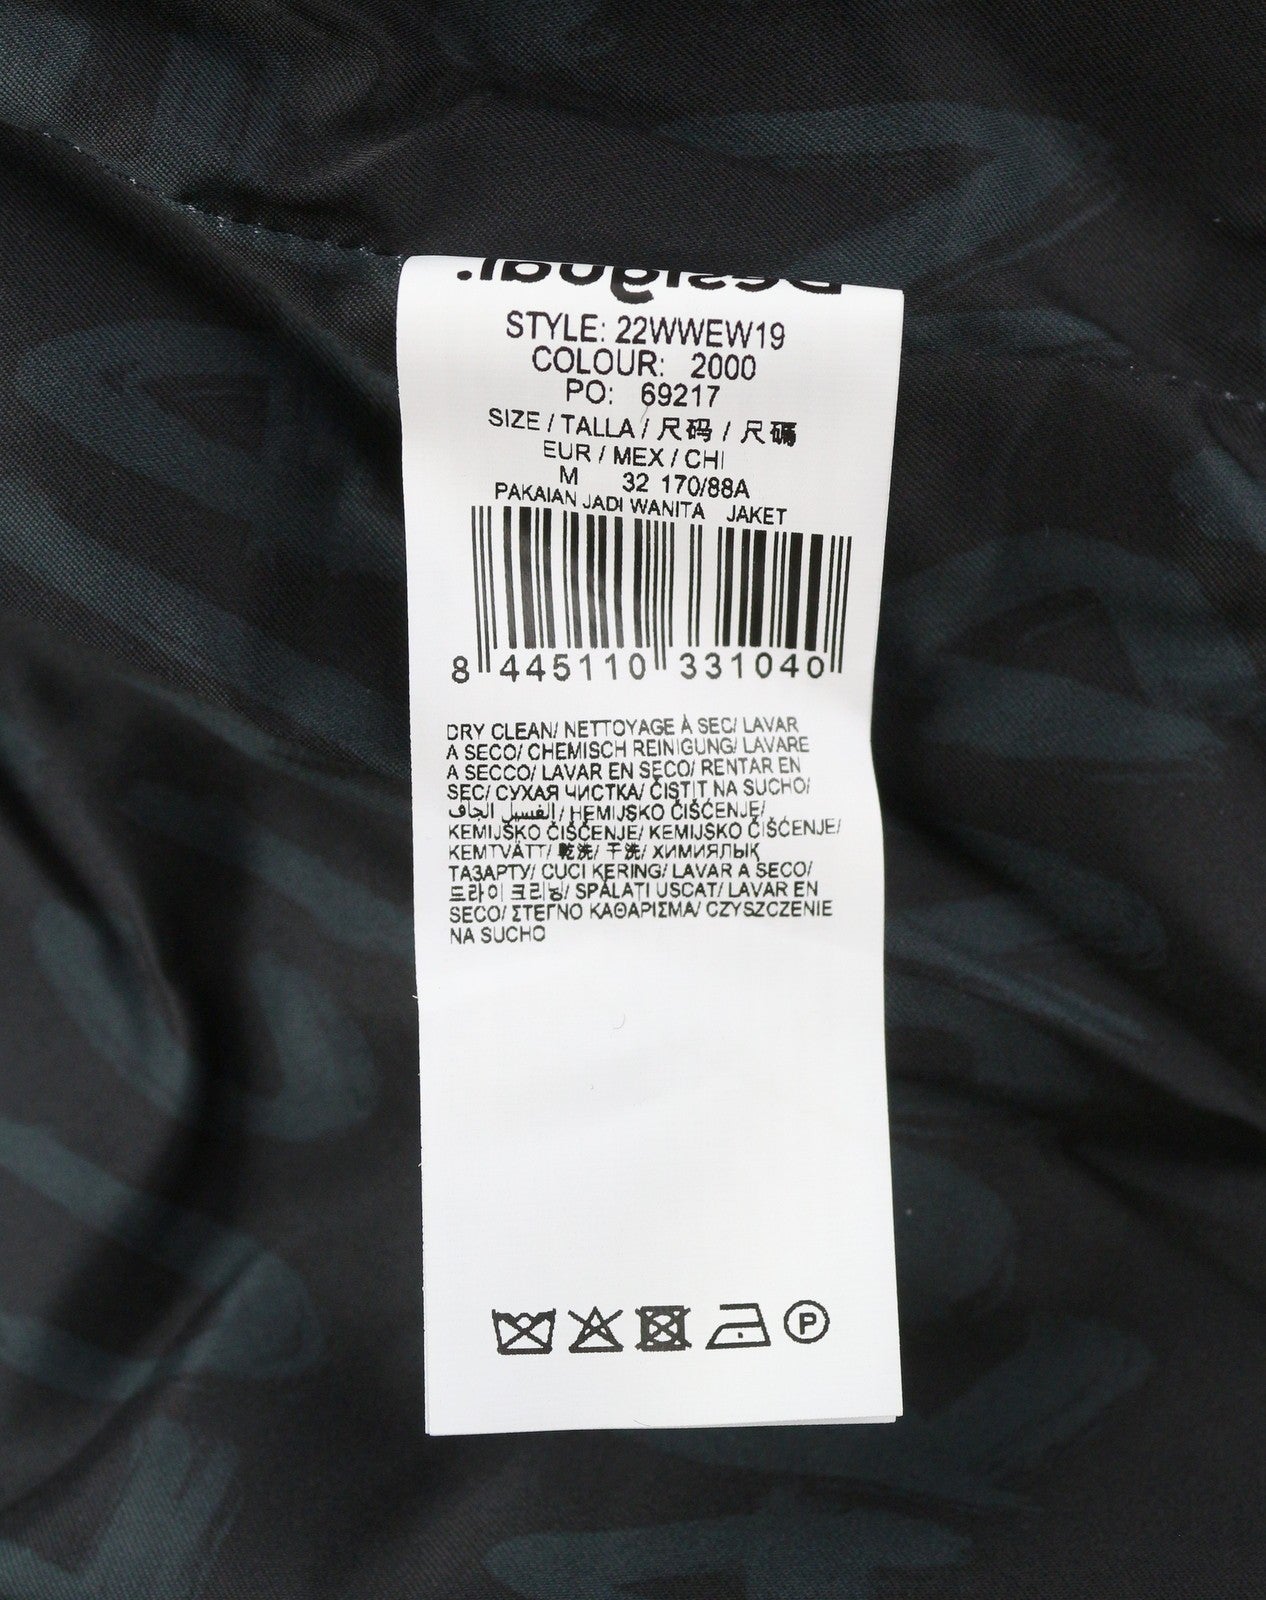 Desigual.
STYLE: 22WWEW19
COLOUR: 2000
PO: 69217
SIZE / TALLA / 尺码 / 尺碼
EUR / MEX / CHI
M 32 170/88A
PAKAIAN JADI WANITA JAKET
8 445110 331040
DRY CLEAN/ NETTOYAGE À SEC/ LAVAR
A SECO/ CHEMISCH REINIGUNG/ LAVARE
A SECCO/ LAVAR EN SECO/ RENTAR EN
SEC/ СУХАЯ ЧИСТКА/ ČISTIT NA SUCHO/
الغسيل الجاف/ HEMIJSKO ČIŠĆENJE/
KEMIJSKO ČIŠĆENJE/ KEMIJSKO ČIŠĆENJE/
KEMTVÄTT/ 乾洗/ 干洗/ ХИМИЯЛЫҚ
ТАЗАРТУ/ CUCI KERING/ LAVAR A SECO/
드라이 크리닝/ SPĂLAȚI USCAT/ LAVAR EN
SECO/ ΣΤΕΓΝΟ ΚΑΘΑΡΙΣΜΑ/ CZYSZCZENIE
NA SUCHO
P